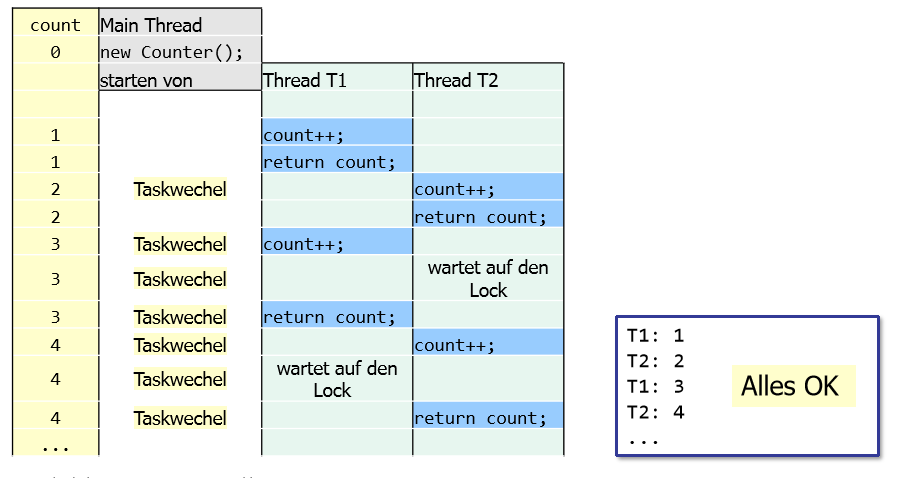 count Main Thread
0 new Counter();
starten von Thread T1 Thread T2
1 count++;
1 return count;
2 Taskwechel count++;
2 return count;
3 Taskwechel count++;
3 Taskwechel wartet auf den
Lock
3 Taskwechel return count;
4 Taskwechel count++;
4 Taskwechel wartet auf den
Lock
4 Taskwechel return count;
...
T1: 1
T2: 2
T1: 3
T2: 4
...
Alles OK